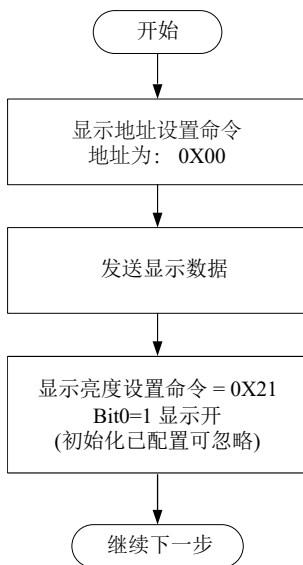 开始
显示地址设置命令
地址为： 0X00
发送显示数据
显示亮度设置命令 = 0X21
Bit0=1 显示开
(初始化已配置可忽略)
继续下一步